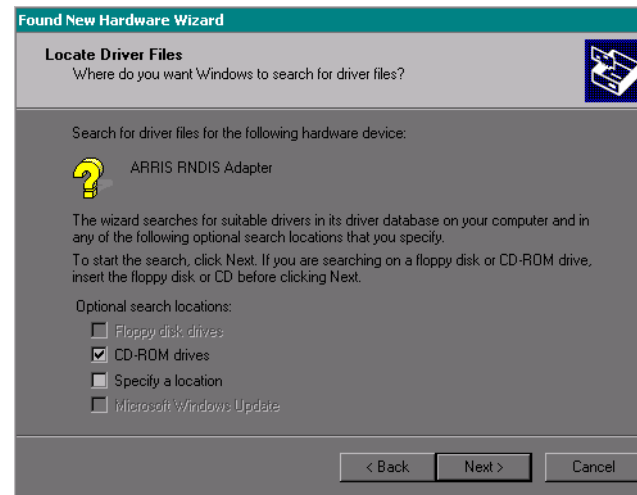 Found New Hardware Wizard
Locate Driver Files
Where do you want Windows to search for driver files?
Search for driver files for the following hardware device:
ARRIS RNDIS Adapter
The wizard searches for suitable drivers in its driver database on your computer and in
any of the following optional search locations that you specify.
To start the search, click Next. If you are searching on a floppy disk or CD-ROM drive,
insert the floppy disk or CD before clicking Next.
Optional search locations:
Floppy disk drives
CD-ROM drives
Specify a location
Microsoft Windows Update
< Back Next > Cancel